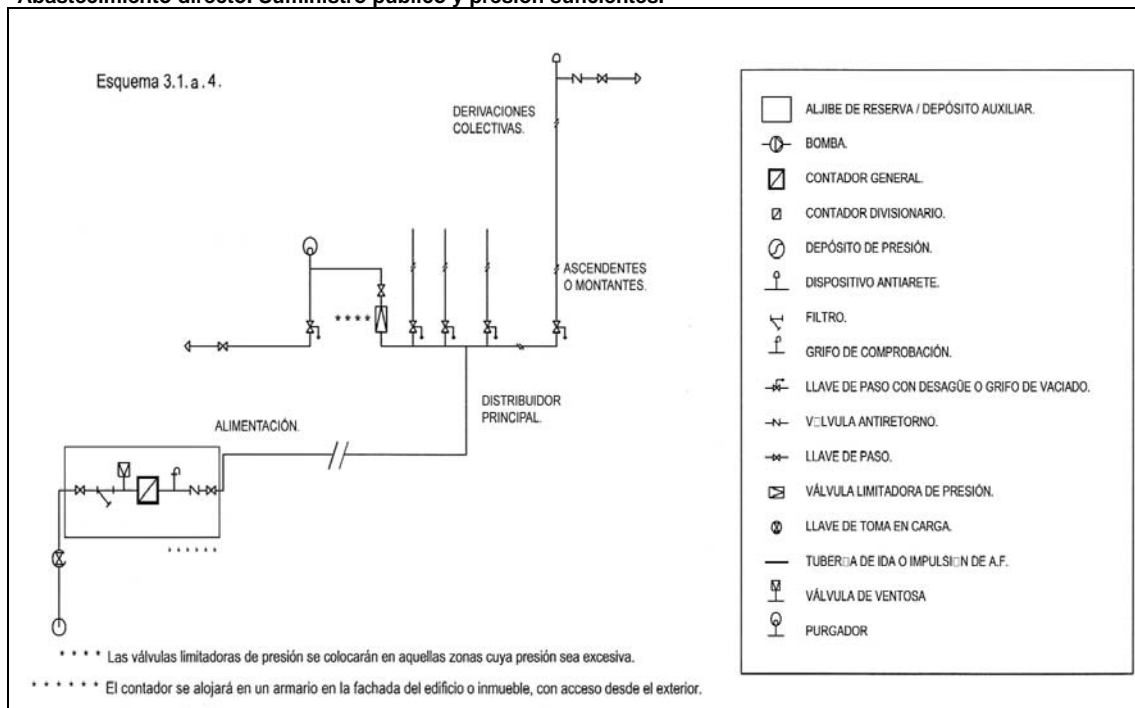 Abastecimiento directo. Suministro público y presión suficientes.
Esquema 3.1.a.4.
DERIVACIONES
COLECTIVAS.
ASCENDENTES
O MONTANTES.
* * * *
DISTRIBUIDOR
PRINCIPAL.
ALIMENTACIÓN.
* * * * * *
* * * * Las válvulas limitadoras de presión se colocarán en aquellas zonas cuya presión sea excesiva.
* * * * * * El contador se alojará en un armario en la fachada del edificio o inmueble, con acceso desde el exterior.
ALJIBE DE RESERVA / DEPÓSITO AUXILIAR.
BOMBA.
CONTADOR GENERAL.
CONTADOR DIVISIONARIO.
DEPÓSITO DE PRESIÓN.
DISPOSITIVO ANTIARETE.
FILTRO.
GRIFO DE COMPROBACIÓN.
LLAVE DE PASO CON DESAGÜE O GRIFO DE VACIADO.
V□LVULA ANTIRETORNO.
LLAVE DE PASO.
VÁLVULA LIMITADORA DE PRESIÓN.
LLAVE DE TOMA EN CARGA.
TUBER□A DE IDA O IMPULSI□N DE A.F.
VÁLVULA DE VENTOSA
PURGADOR